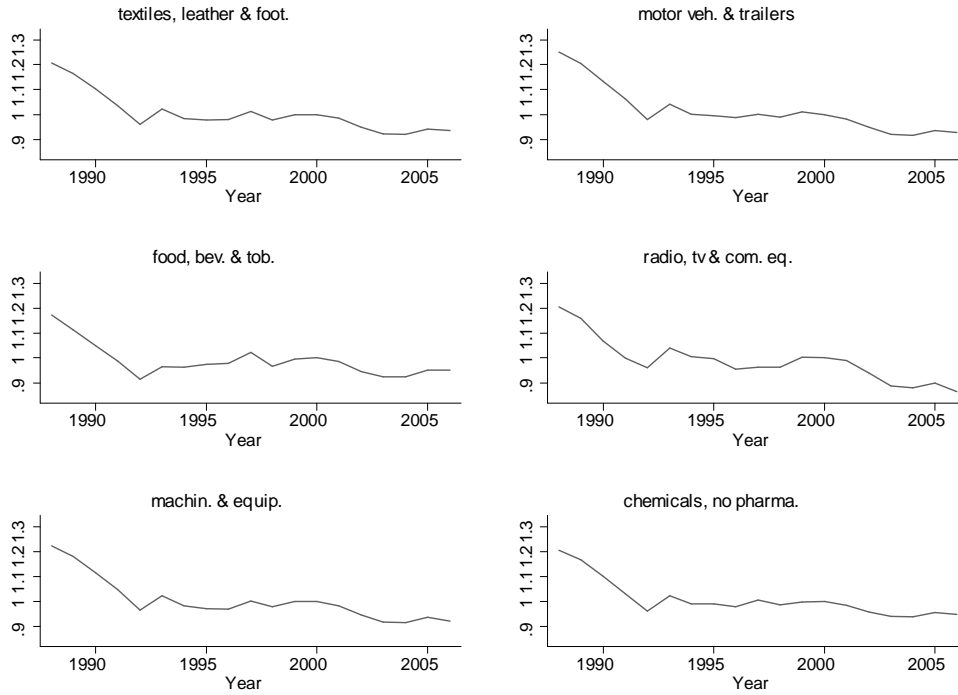 textiles, leather & foot.
.9 1 1.1 1.2 1.3
1990 1995 2000 2005
Year
motor veh. & trailers
.9 1 1.1 1.2 1.3
1990 1995 2000 2005
Year
food, bev. & tob.
.9 1 1.1 1.2 1.3
1990 1995 2000 2005
Year
radio, tv & com. eq.
.9 1 1.1 1.2 1.3
1990 1995 2000 2005
Year
machin. & equip.
.9 1 1.1 1.2 1.3
1990 1995 2000 2005
Year
chemicals, no pharma.
.9 1 1.1 1.2 1.3
1990 1995 2000 2005
Year